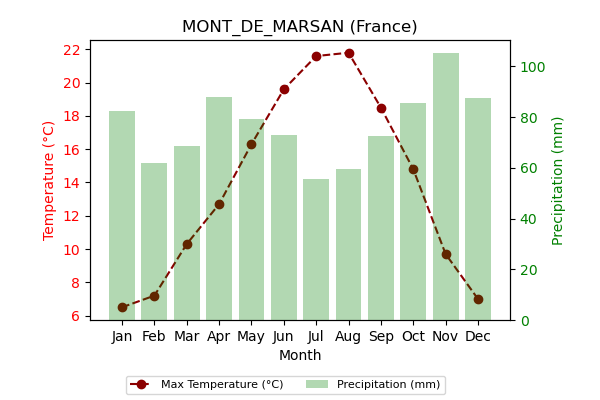 MONT_DE_MARSAN (France)
22
20
18
16
14
12
10
8
6
Temperature (°C)
100
80
60
40
20
0
Precipitation (mm)
Jan Feb Mar Apr May Jun Jul Aug Sep Oct Nov Dec
Month
Max Temperature (°C) Precipitation (mm)